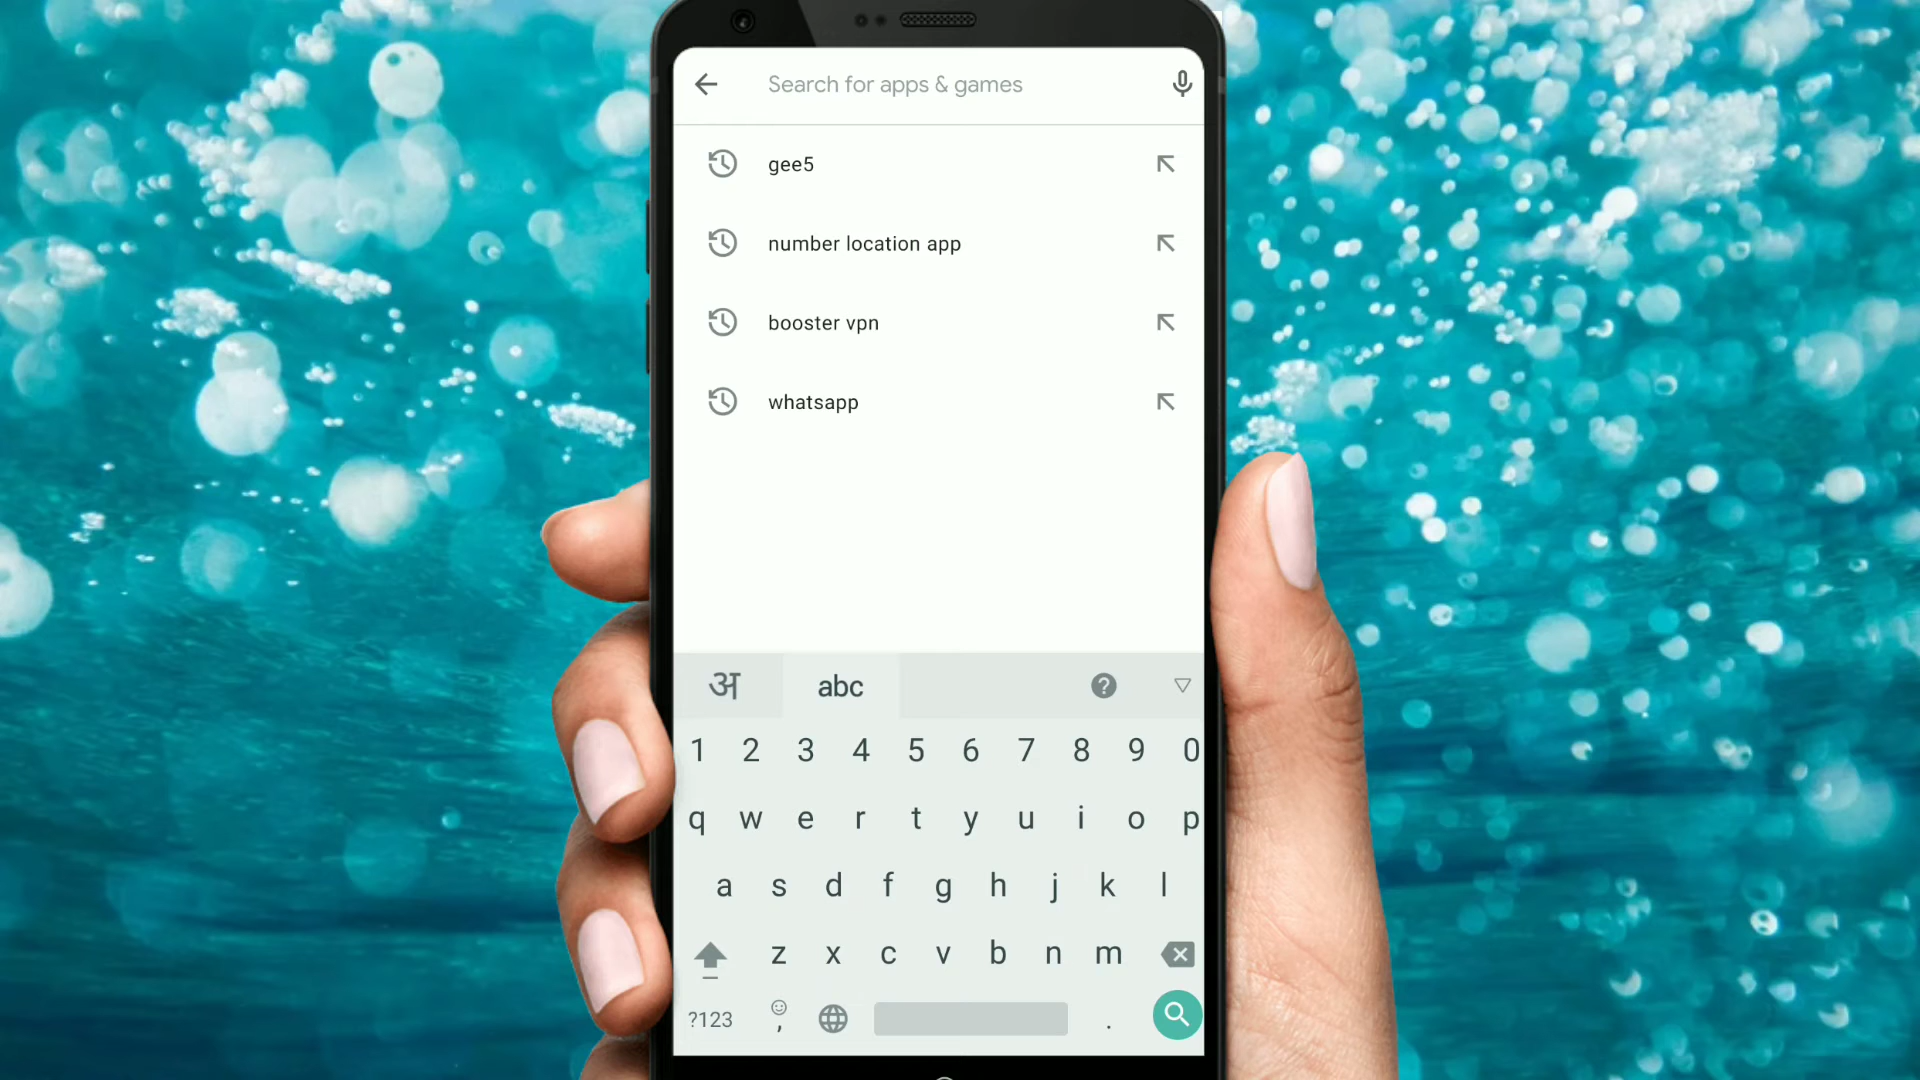 Search for apps & games
gee5
number location app
booster vpn
whatsapp
अ abc
1 2 3 4 5 6 7 8 9 0
q w e r t y u i o p
a s d f g h j k l
z x c v b n m
?123 , .